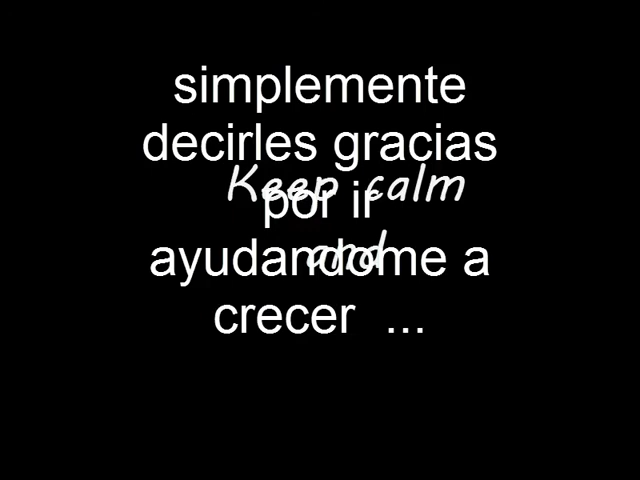 simplemente
decirles gracias
Keep calm
por ir
and
ayudandome a
crecer ...